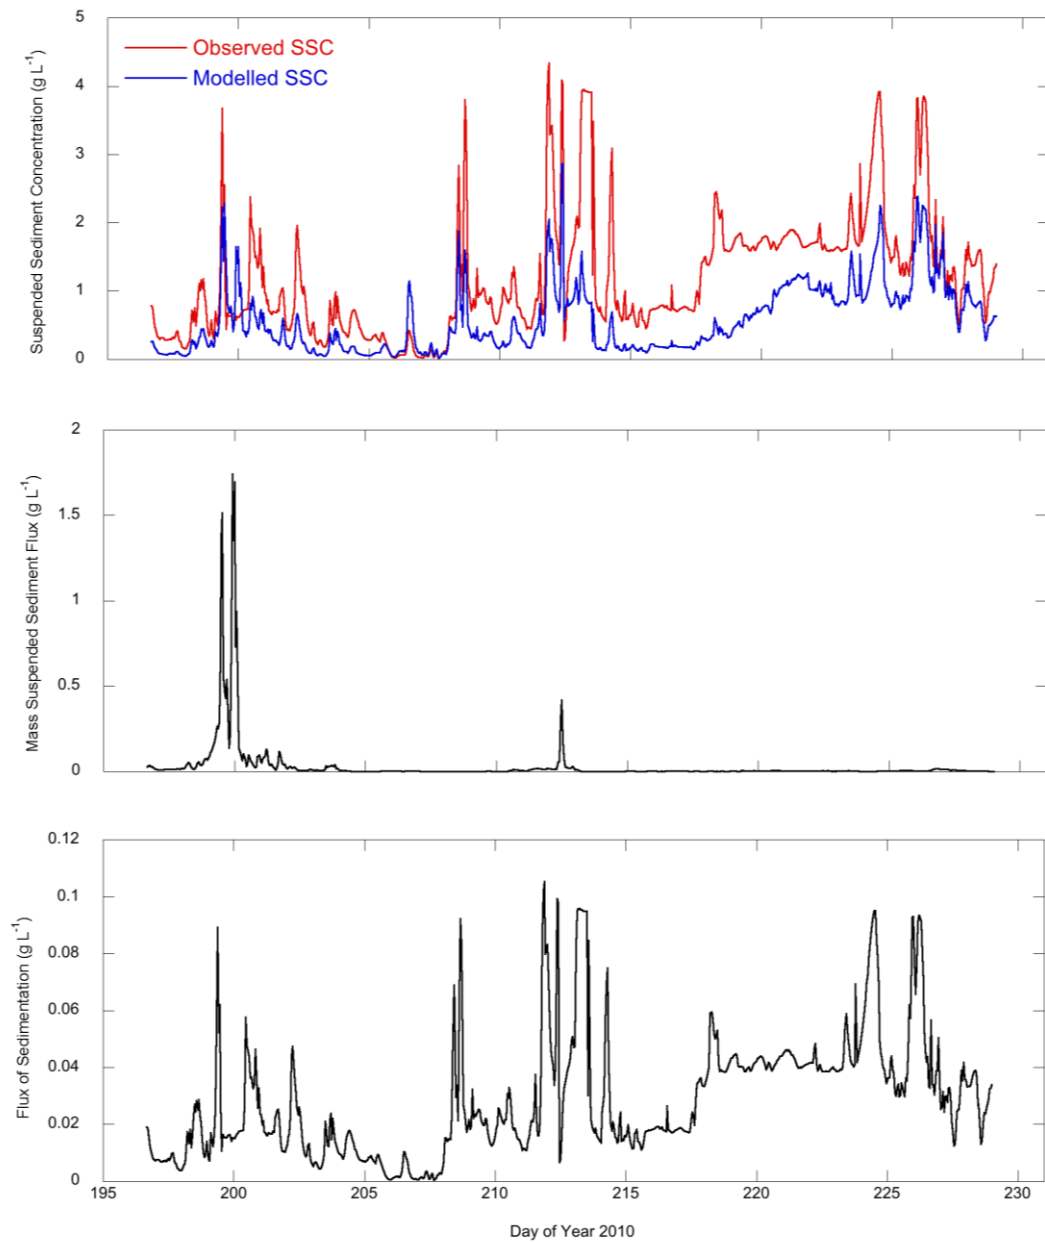 5
4
3
2
1
0
Suspended Sediment Concentration (g L⁻¹)
Observed SSC
Modelled SSC
2
1.5
1
0.5
0
Mass Suspended Sediment Flux (g L⁻¹)
0.12
0.1
0.08
0.06
0.04
0.02
0
Flux of Sedimentation (g L⁻¹)
195 200 205 210 215 220 225 230
Day of Year 2010